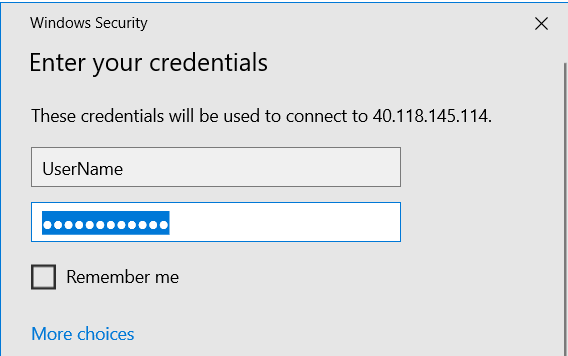 Windows Security
Enter your credentials
These credentials will be used to connect to 40.118.145.114.
UserName
●●●●●●●●●●●●
Remember me
More choices